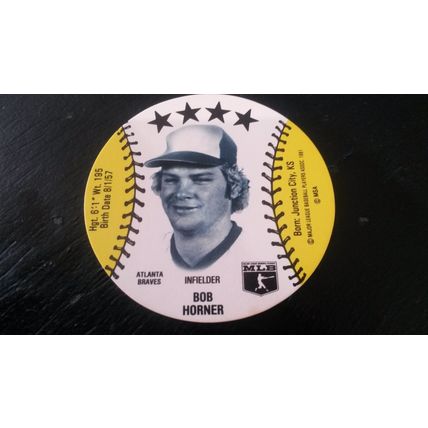 Hgt. 6'1" Wt. 195
Birth Date 8/1/57
ATLANTA
BRAVES
INFIELDER
BOB
HORNER
MLB
Born: Junction City, KS
© MAJOR LEAGUE BASEBALL PLAYERS ASSOC. 1981
© MSA